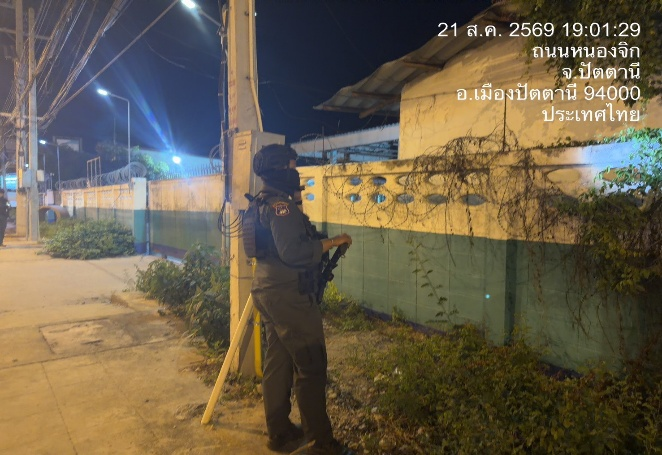 21 ส.ค. 2569 19:01:29
ถนนหนองจิก
จ.ปัตตานี
อ.เมืองปัตตานี 94000
ประเทศไทย